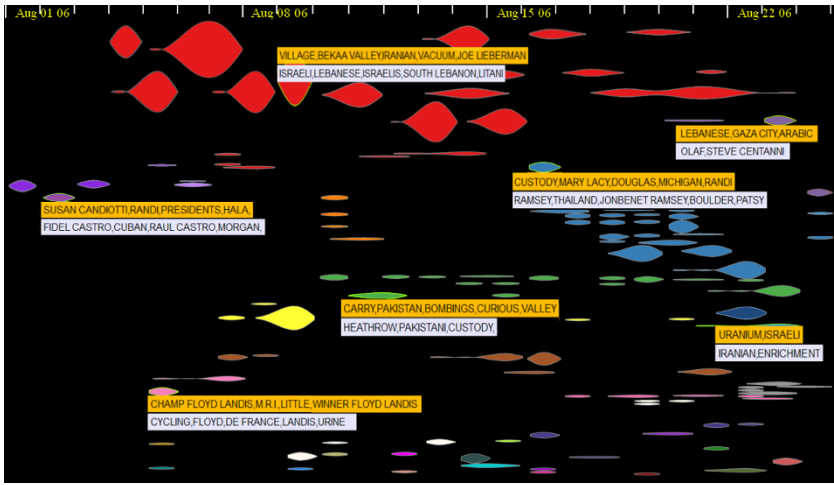 Aug 01 06
Aug 08 06
Aug 15 06
Aug 22 06
VILLAGE,BEKAA VALLEY,IRANIAN,VACUUM,JOE LIEBERMAN
ISRAELI,LEBANESE,ISRAELIS,SOUTH LEBANON,LITANI
LEBANESE,GAZA CITY,ARABIC
OLAF,STEVE CENTANNI
CUSTODY,MARY LACY,DOUGLAS,MICHIGAN,RANDI
RAMSEY,THAILAND,JONBENET RAMSEY,BOULDER,PATSY
SUSAN CANDIOTTI,RANDI,PRESIDENTS,HALA,
FIDEL CASTRO,CUBAN,RAUL CASTRO,MORGAN,
CARRY,PAKISTAN,BOMBINGS,CURIOUS,VALLEY
HEATHROW,PAKISTANI,CUSTODY,
URANIUM,ISRAELI
IRANIAN,ENRICHMENT
CHAMP FLOYD LANDIS,M.R.I.,LITTLE, WINNER FLOYD LANDIS
CYCLING,FLOYD,DE FRANCE,LANDIS,URINE